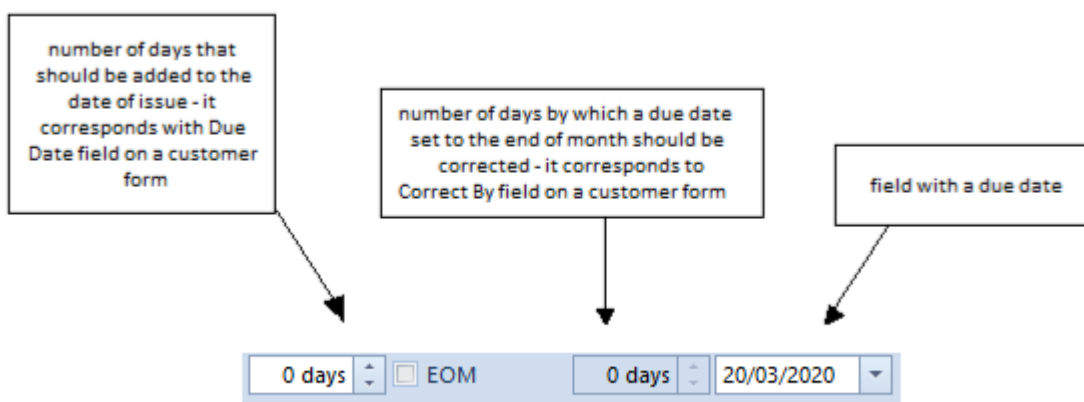 number of days that
should be added to the
date of issue - it
corresponds with Due
Date field on a customer
form
number of days by which a due date
set to the end of month should be
corrected - it corresponds to
Correct By field on a customer form
field with a due date
0 days EOM 0 days 20/03/2020